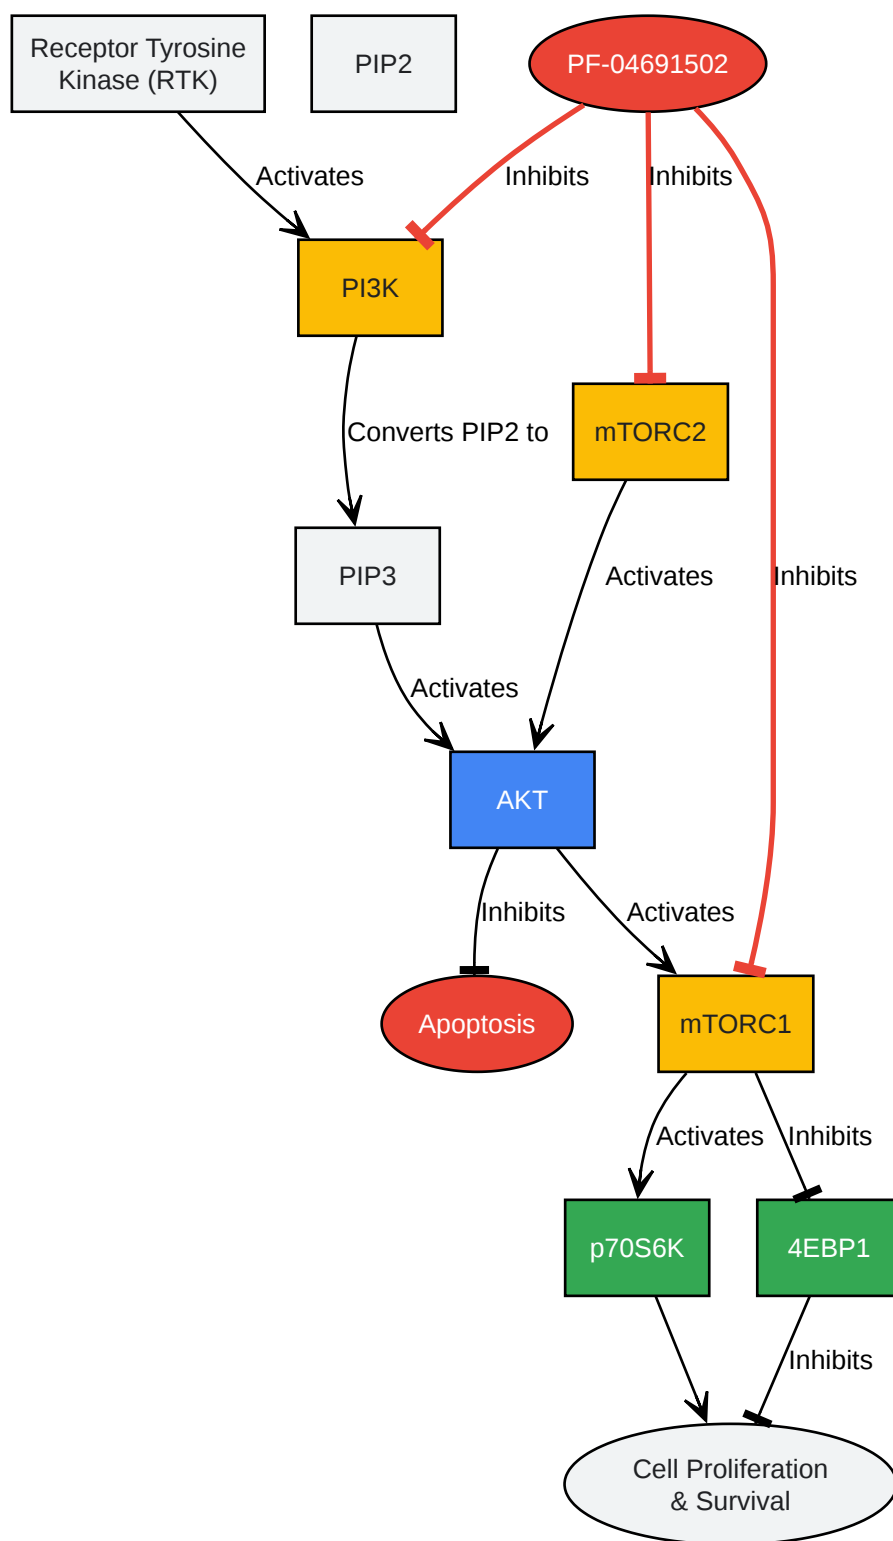 Receptor Tyrosine
Kinase (RTK)
PIP2
PF-04691502
Activates
Inhibits
Inhibits
PI3K
Converts PIP2 to
mTORC2
PIP3
Activates
Inhibits
Activates
AKT
Inhibits
Activates
Apoptosis
mTORC1
Activates
Inhibits
p70S6K
4EBP1
Inhibits
Cell Proliferation
& Survival